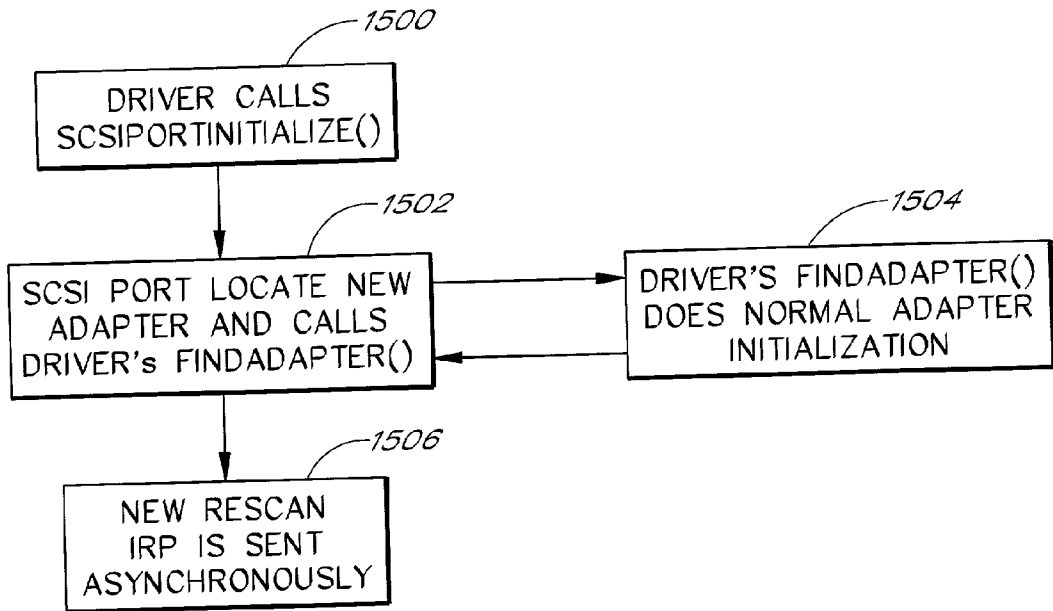 1500
DRIVER CALLS
SCSIPORTINITIALIZE()
1502
SCSI PORT LOCATE NEW
ADAPTER AND CALLS
DRIVER's FINDADAPTER()
1504
DRIVER'S FINDADAPTER()
DOES NORMAL ADAPTER
INITIALIZATION
1506
NEW RESCAN
IRP IS SENT
ASYNCHRONOUSLY